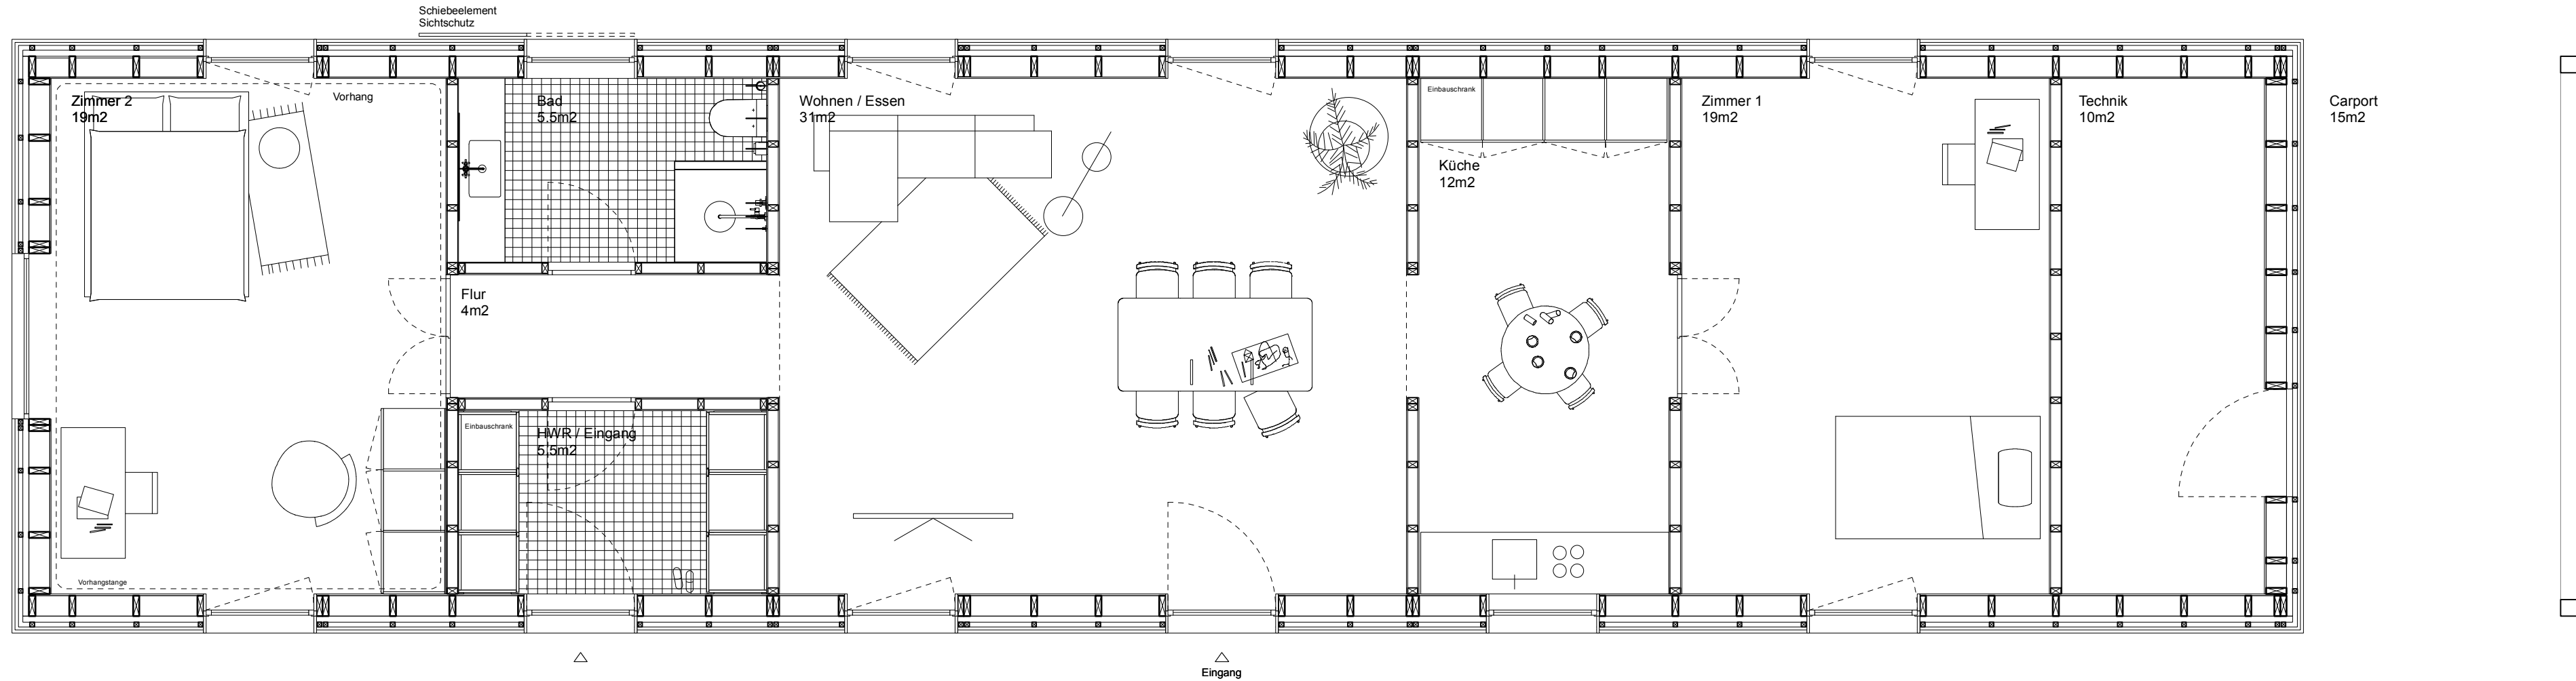 Schiebeelement
Sichtschutz
Zimmer 2
19m2
Vorhang
Bad
5.5m2
Wohnen / Essen
31m2
Einbauschrank
Küche
12m2
Zimmer 1
19m2
Technik
10m2
Carport
15m2
Flur
4m2
Einbauschrank
HWR / Eingang
5,5m2
Vorhangstange
Eingang